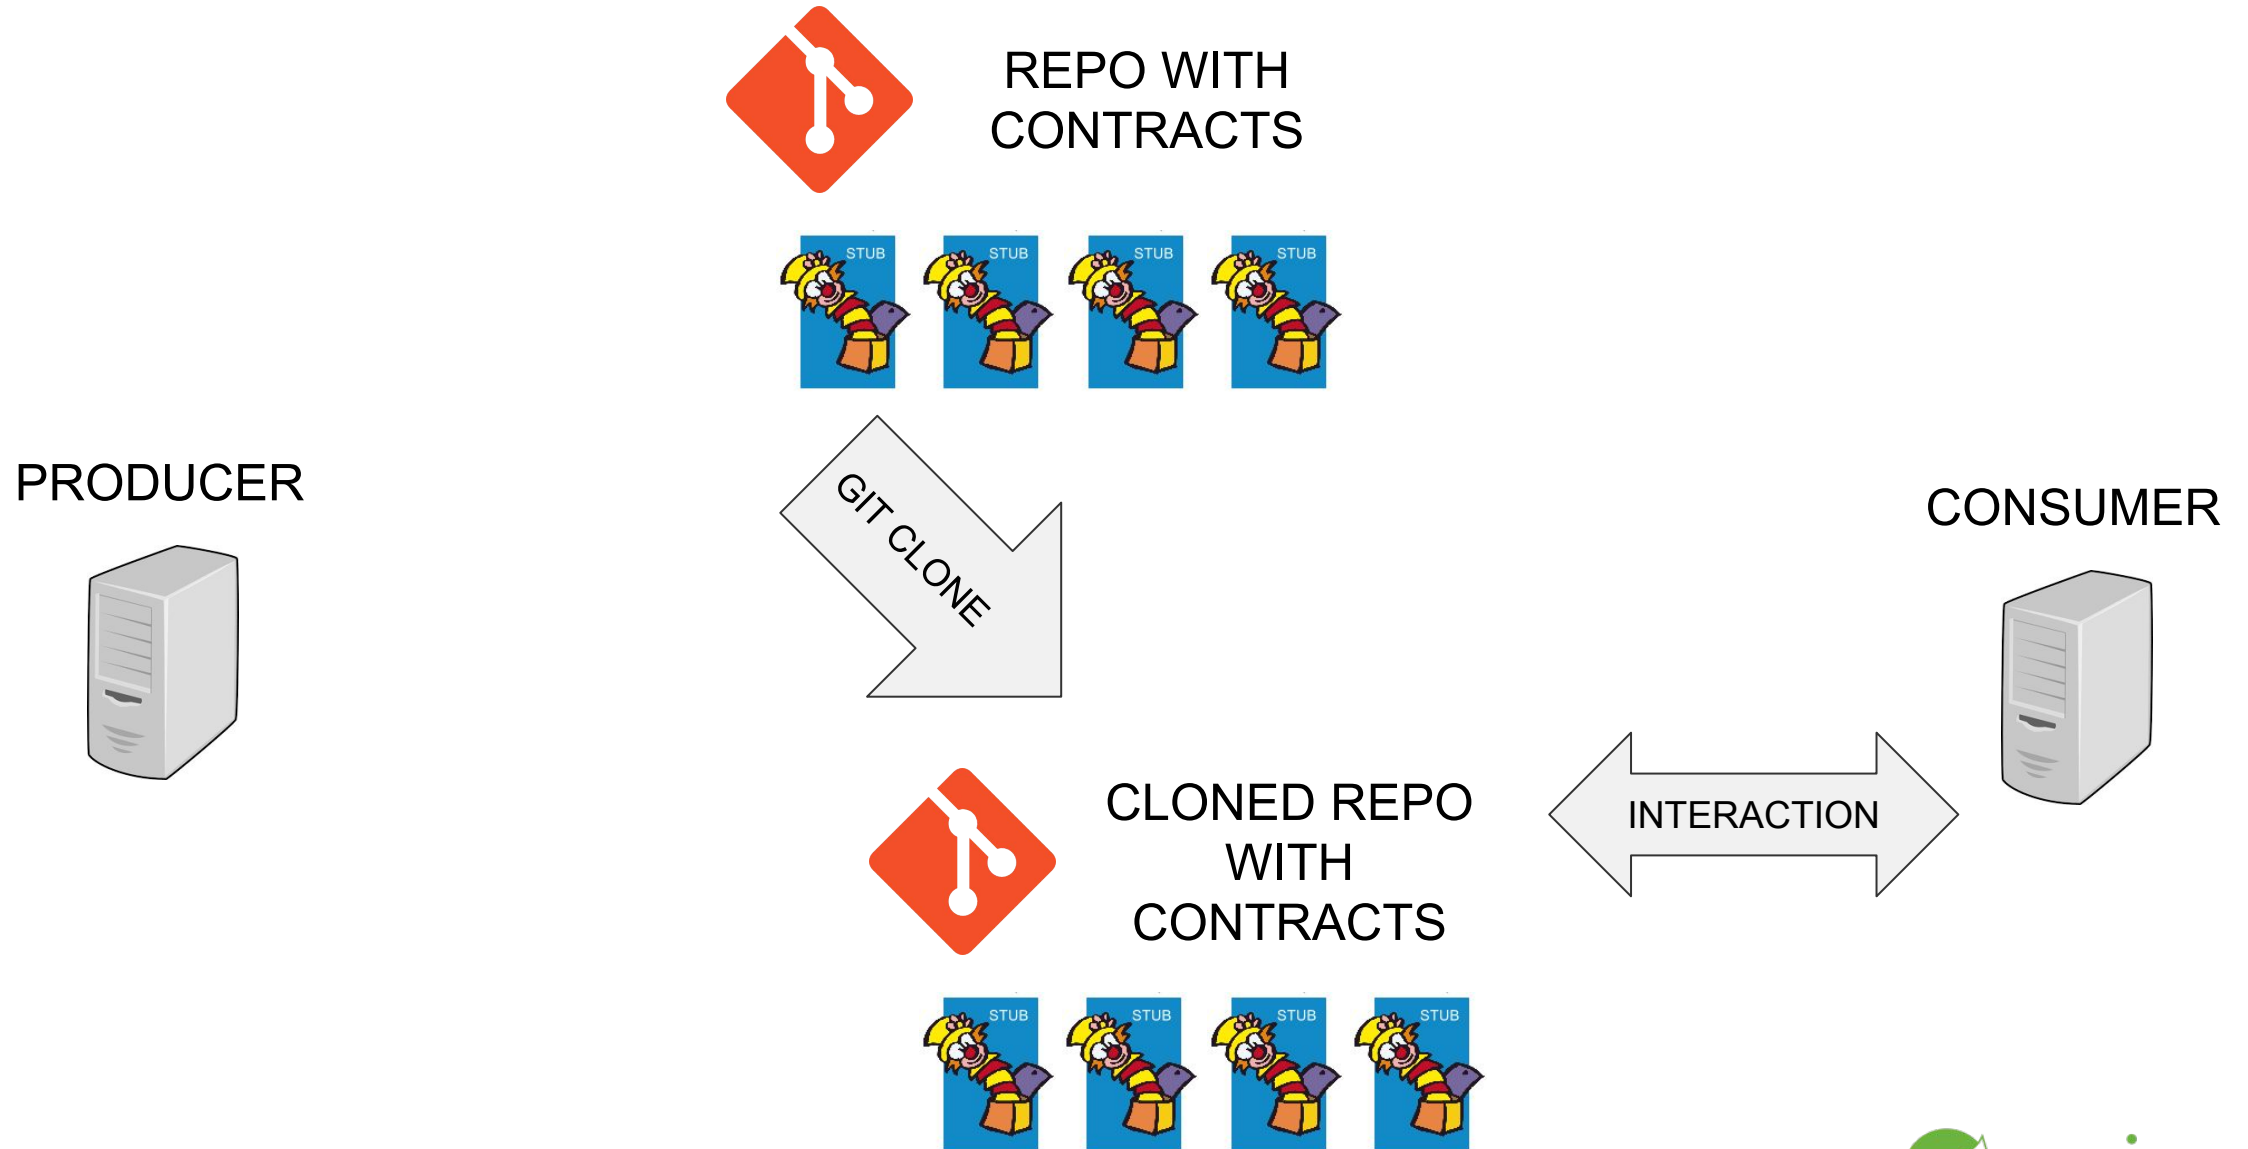 REPO WITH
CONTRACTS
STUB STUB STUB STUB
PRODUCER
GIT CLONE
CONSUMER
CLONED REPO
WITH
CONTRACTS
INTERACTION
STUB STUB STUB STUB